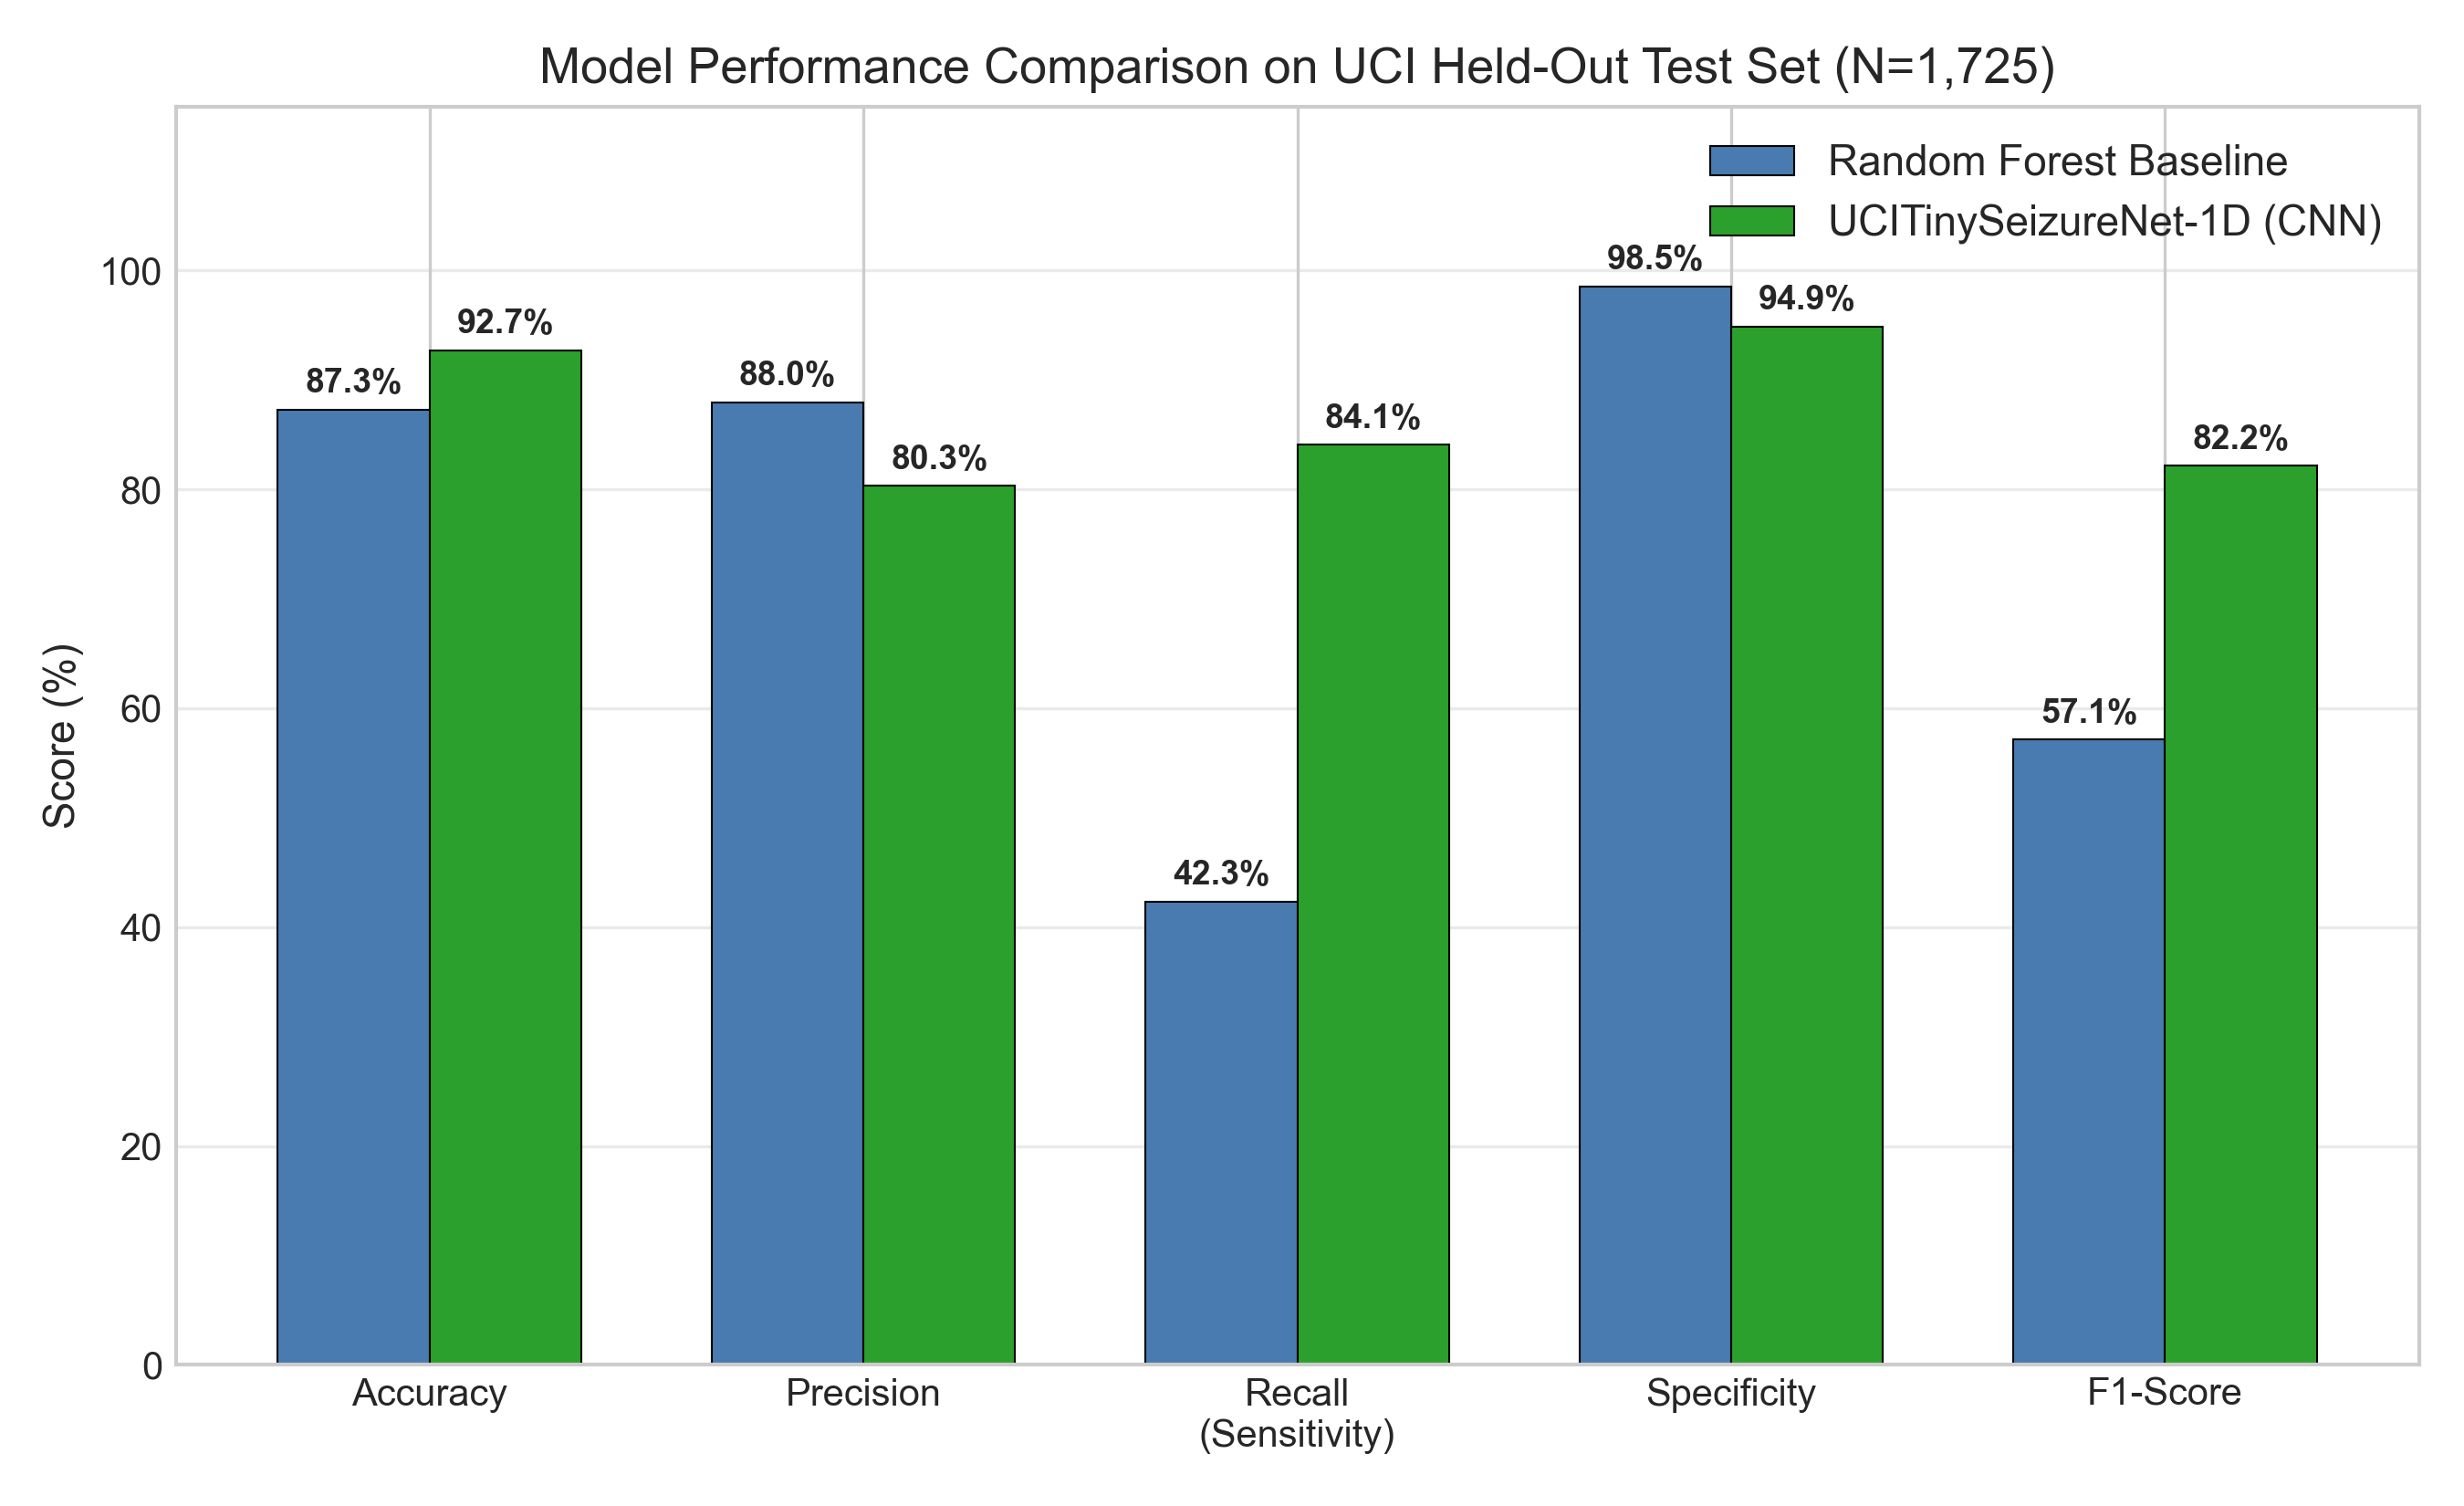 Model Performance Comparison on UCI Held-Out Test Set (N=1,725)
Random Forest Baseline
UCITinySeizureNet-1D (CNN)
Score (%)
100
80
60
40
20
0
87.3%
92.7%
88.0%
80.3%
42.3%
84.1%
98.5%
94.9%
57.1%
82.2%
Accuracy
Precision
Recall
(Sensitivity)
Specificity
F1-Score